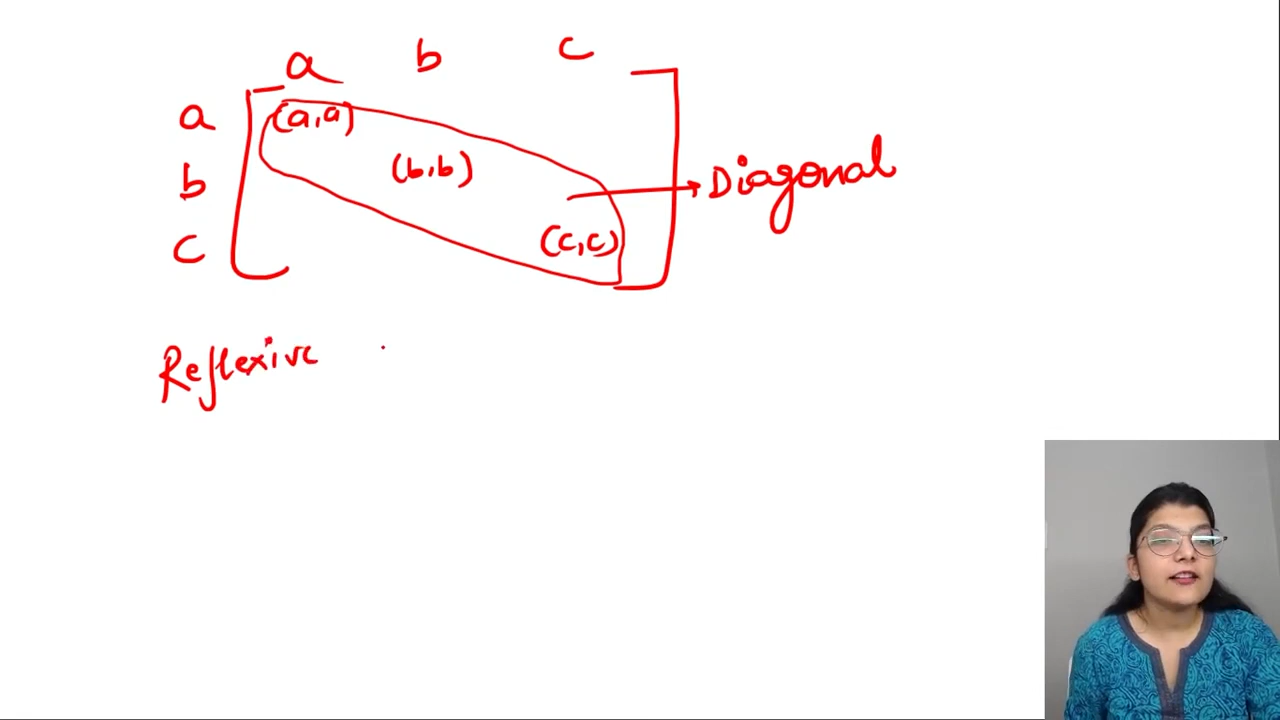 a b c
a (a,a)
b (b,b) Diagonal
c (c,c)
Reflexive